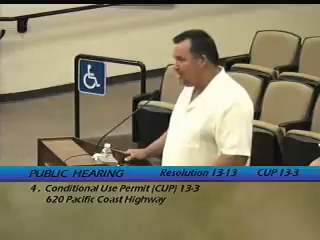 PUBLIC HEARING Resolution 13-13 CUP 13-3
4. Conditional Use Permit (CUP) 13-3
620 Pacific Coast Highway